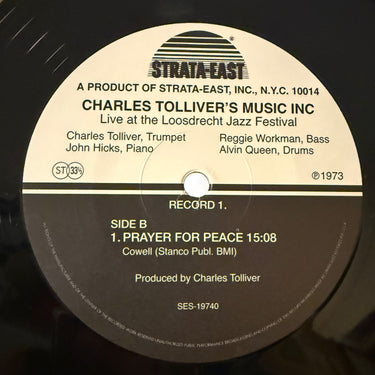 STRATA-EAST
®
A PRODUCT OF STRATA-EAST, INC., N.Y.C. 10014
CHARLES TOLLIVER'S MUSIC INC
Live at the Loosdrecht Jazz Festival
Charles Tolliver, Trumpet Reggie Workman, Bass
John Hicks, Piano Alvin Queen, Drums
ST 33⅓ ℗1973
RECORD 1.
SIDE B
1. PRAYER FOR PEACE 15:08
Cowell (Stanco Publ. BMI)
Produced by Charles Tolliver
SES-19740